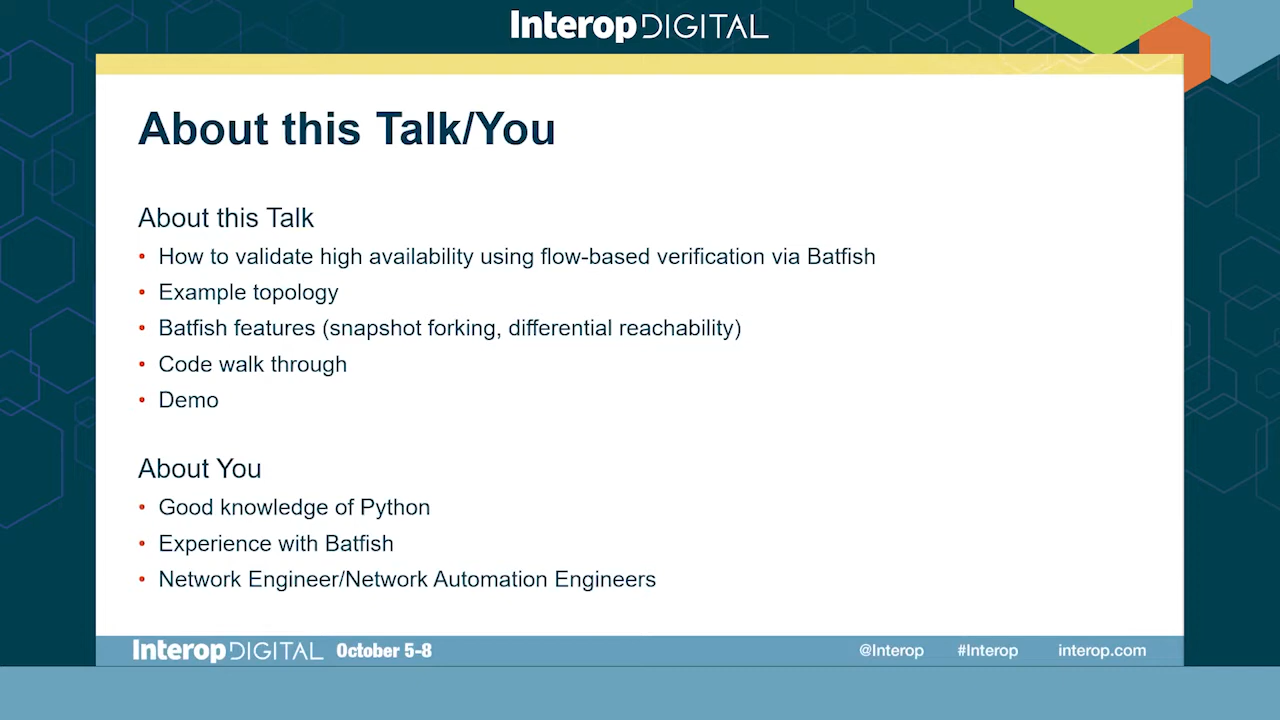 Interop DIGITAL
About this Talk/You
About this Talk
• How to validate high availability using flow-based verification via Batfish
• Example topology
• Batfish features (snapshot forking, differential reachability)
• Code walk through
• Demo
About You
• Good knowledge of Python
• Experience with Batfish
• Network Engineer/Network Automation Engineers
Interop DIGITAL October 5-8 @Interop #Interop interop.com